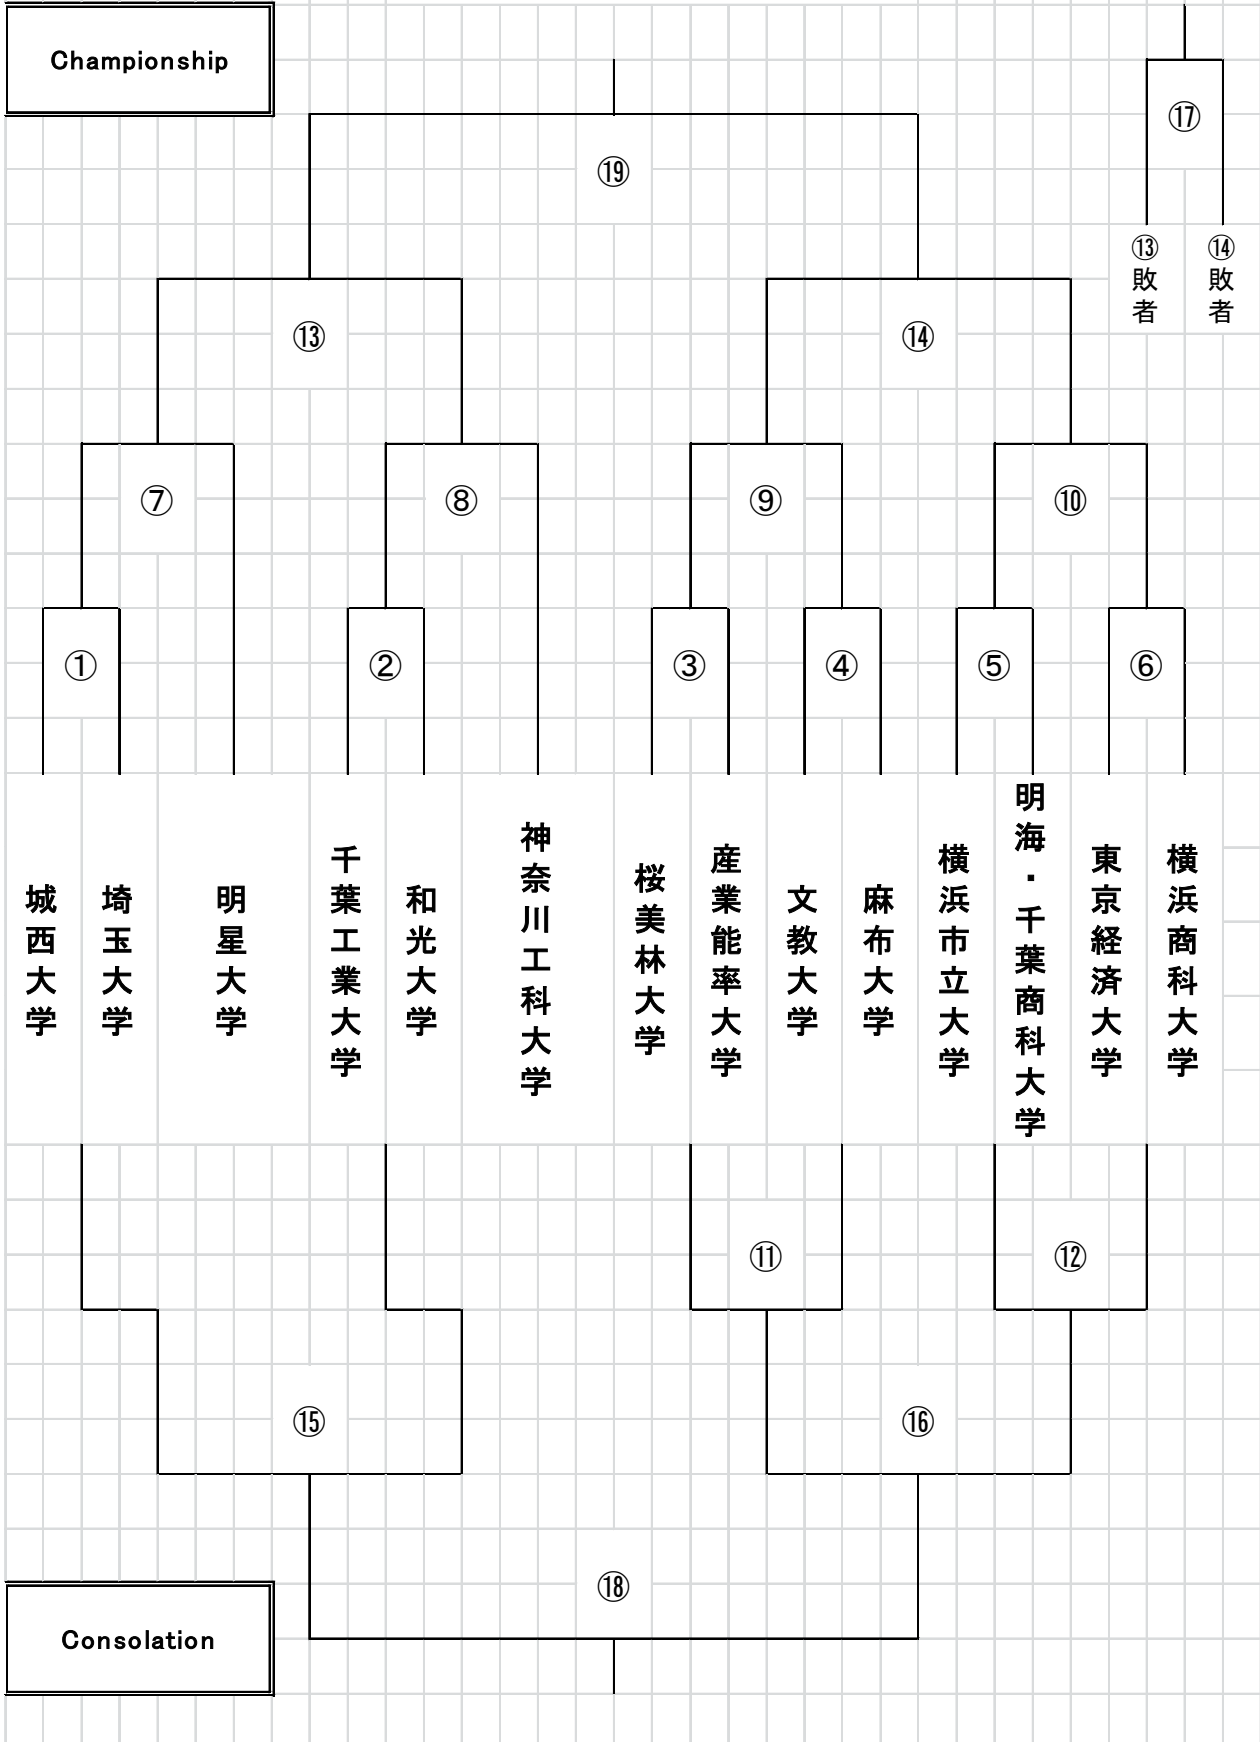 Championship
⑰
⑲
⑬敗者
⑭敗者
⑬
⑭
⑦
⑧
⑨
⑩
①
②
③
④
⑤
⑥
城西大学
埼玉大学
明星大学
千葉工業大学
和光大学
神奈川工科大学
桜美林大学
産業能率大学
文教大学
麻布大学
横浜市立大学
明海・千葉商科大学
東京経済大学
横浜商科大学
⑪
⑫
⑮
⑯
⑱
Consolation